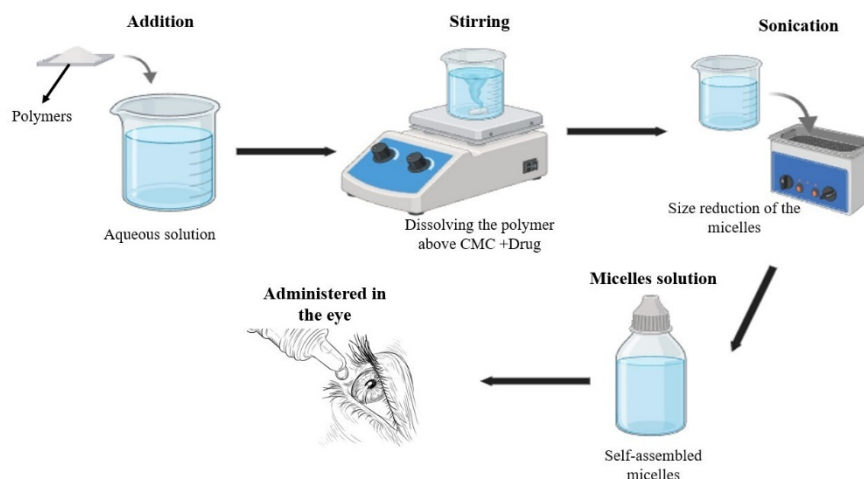 Addition
Polymers
Aqueous solution
Stirring
Dissolving the polymer
above CMC +Drug
Sonication
Size reduction of the
micelles
Micelles solution
Self-assembled
micelles
Administered in
the eye